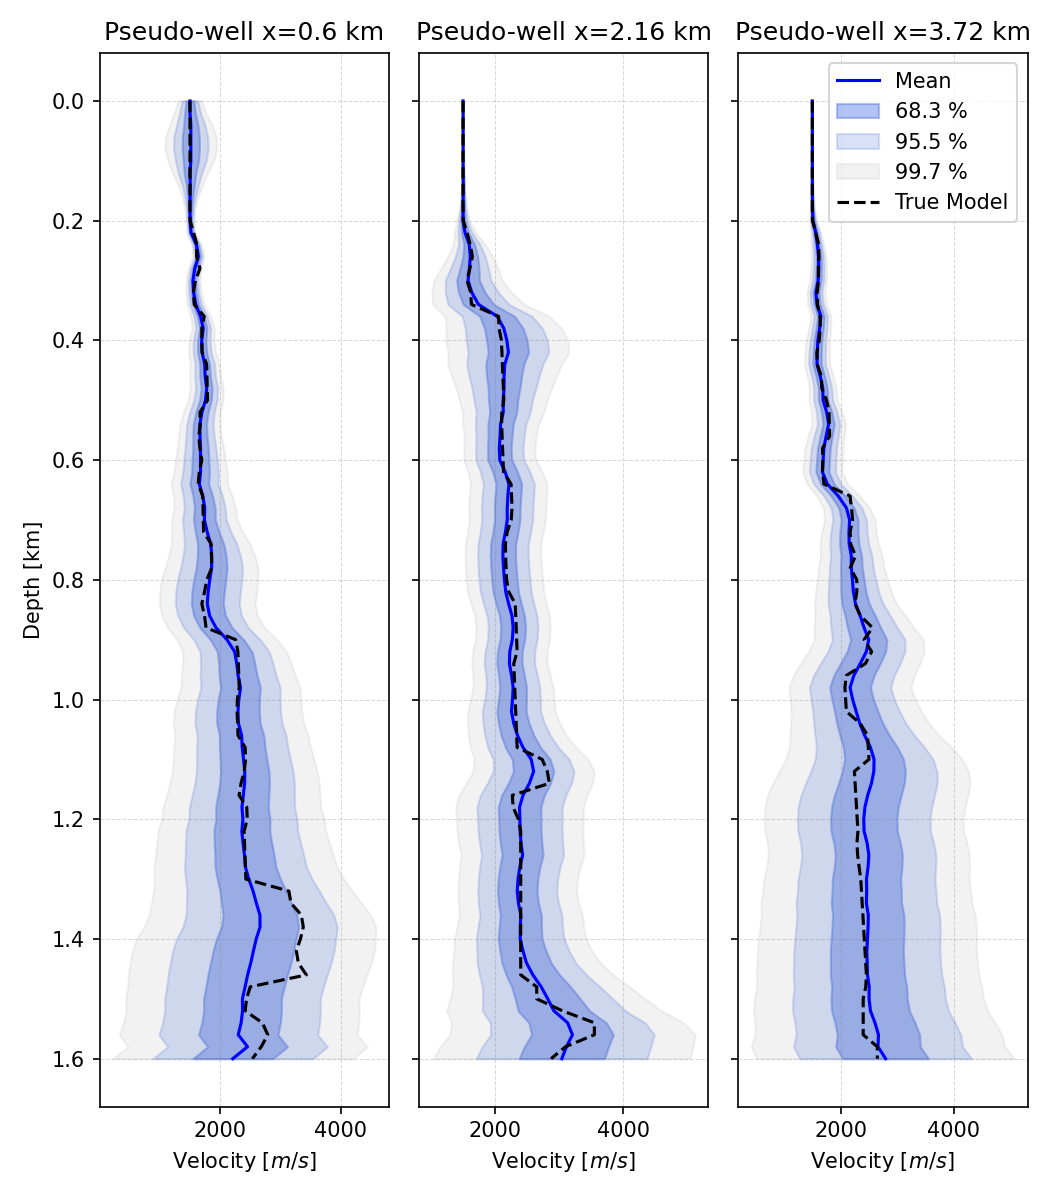 Pseudo-well x=0.6 km
Pseudo-well x=2.16 km
Pseudo-well x=3.72 km
Mean
68.3 %
95.5 %
99.7 %
True Model
Depth [km]
0.0
0.2
0.4
0.6
0.8
1.0
1.2
1.4
1.6
2000 4000
2000 4000
2000 4000
Velocity [m/s]
Velocity [m/s]
Velocity [m/s]